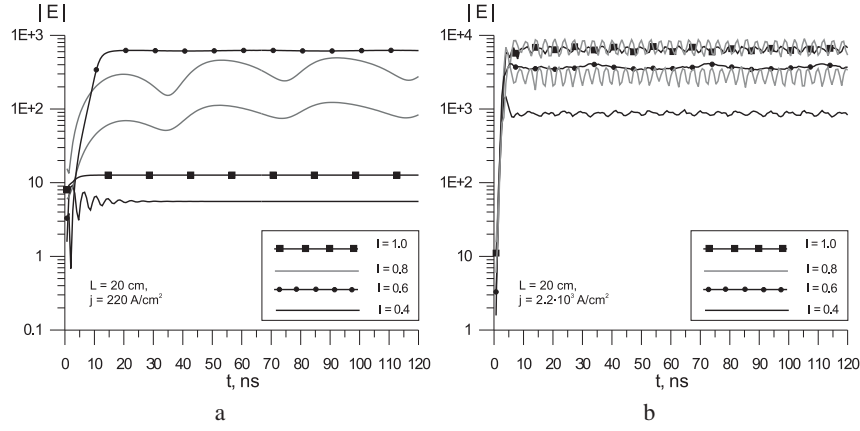 |E|
1E+3
1E+2
10
1
0.1
0 10 20 30 40 50 60 70 80 90 100 110 120
t, ns
L = 20 cm,
j = 220 A/cm²
l = 1.0
l = 0.8
l = 0.6
l = 0.4
a
|E|
1E+4
1E+3
1E+2
10
1
0 10 20 30 40 50 60 70 80 90 100 110 120
t, ns
L = 20 cm,
j = 2.2·10³ A/cm²
l = 1.0
l = 0.8
l = 0.6
l = 0.4
b